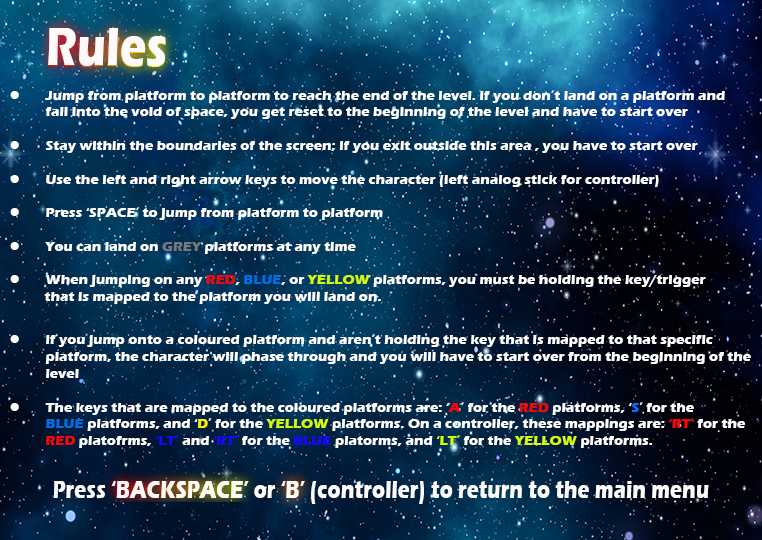 Rules
Jump from platform to platform to reach the end of the level. If you don't land on a platform and
fall into the void of space, you get reset to the beginning of the level and have to start over
Stay within the boundaries of the screen; if you exit outside this area , you have to start over
Use the left and right arrow keys to move the character (left analog stick for controller)
Press 'SPACE' to jump from platform to platform
You can land on GREY platforms at any time
When jumping on any RED, BLUE, or YELLOW platforms, you must be holding the key/trigger
that is mapped to the platform you will land on.
If you jump onto a coloured platform and aren't holding the key that is mapped to that specific
platform, the character will phase through and you will have to start over from the beginning of the
level
The keys that are mapped to the coloured platforms are: 'A' for the RED platforms, 'S' for the
BLUE platforms, and 'D' for the YELLOW platforms. On a controller, these mappings are: 'RT' for the
RED platofrms, 'LT' and 'RT' for the BLUE platorms, and 'LT' for the YELLOW platforms.
Press 'BACKSPACE' or 'B' (controller) to return to the main menu